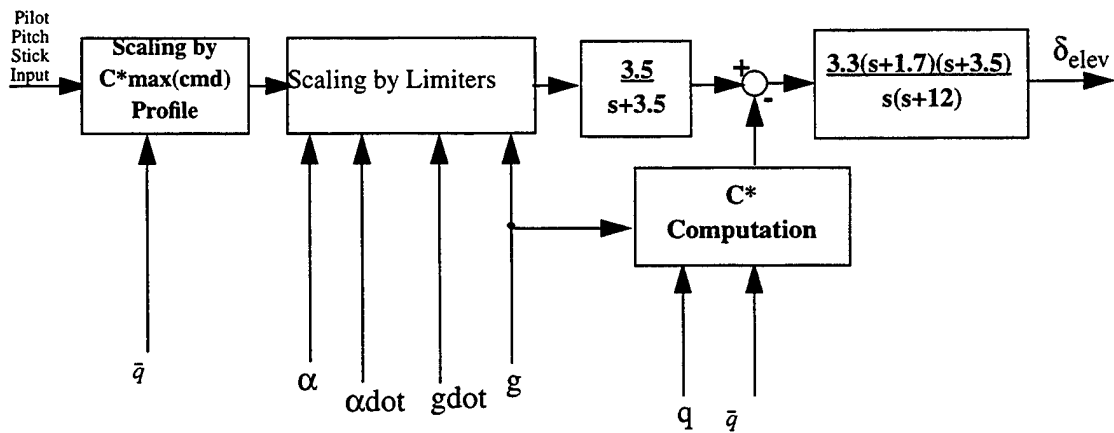 Pilot
Pitch
Stick
Input
Scaling by
C*max(cmd)
Profile
Scaling by Limiters
3.5
s+3.5
+
-
3.3(s+1.7)(s+3.5)
s(s+12)
δelev
C*
Computation
q̄
α
αdot
gdot
g
q
q̄